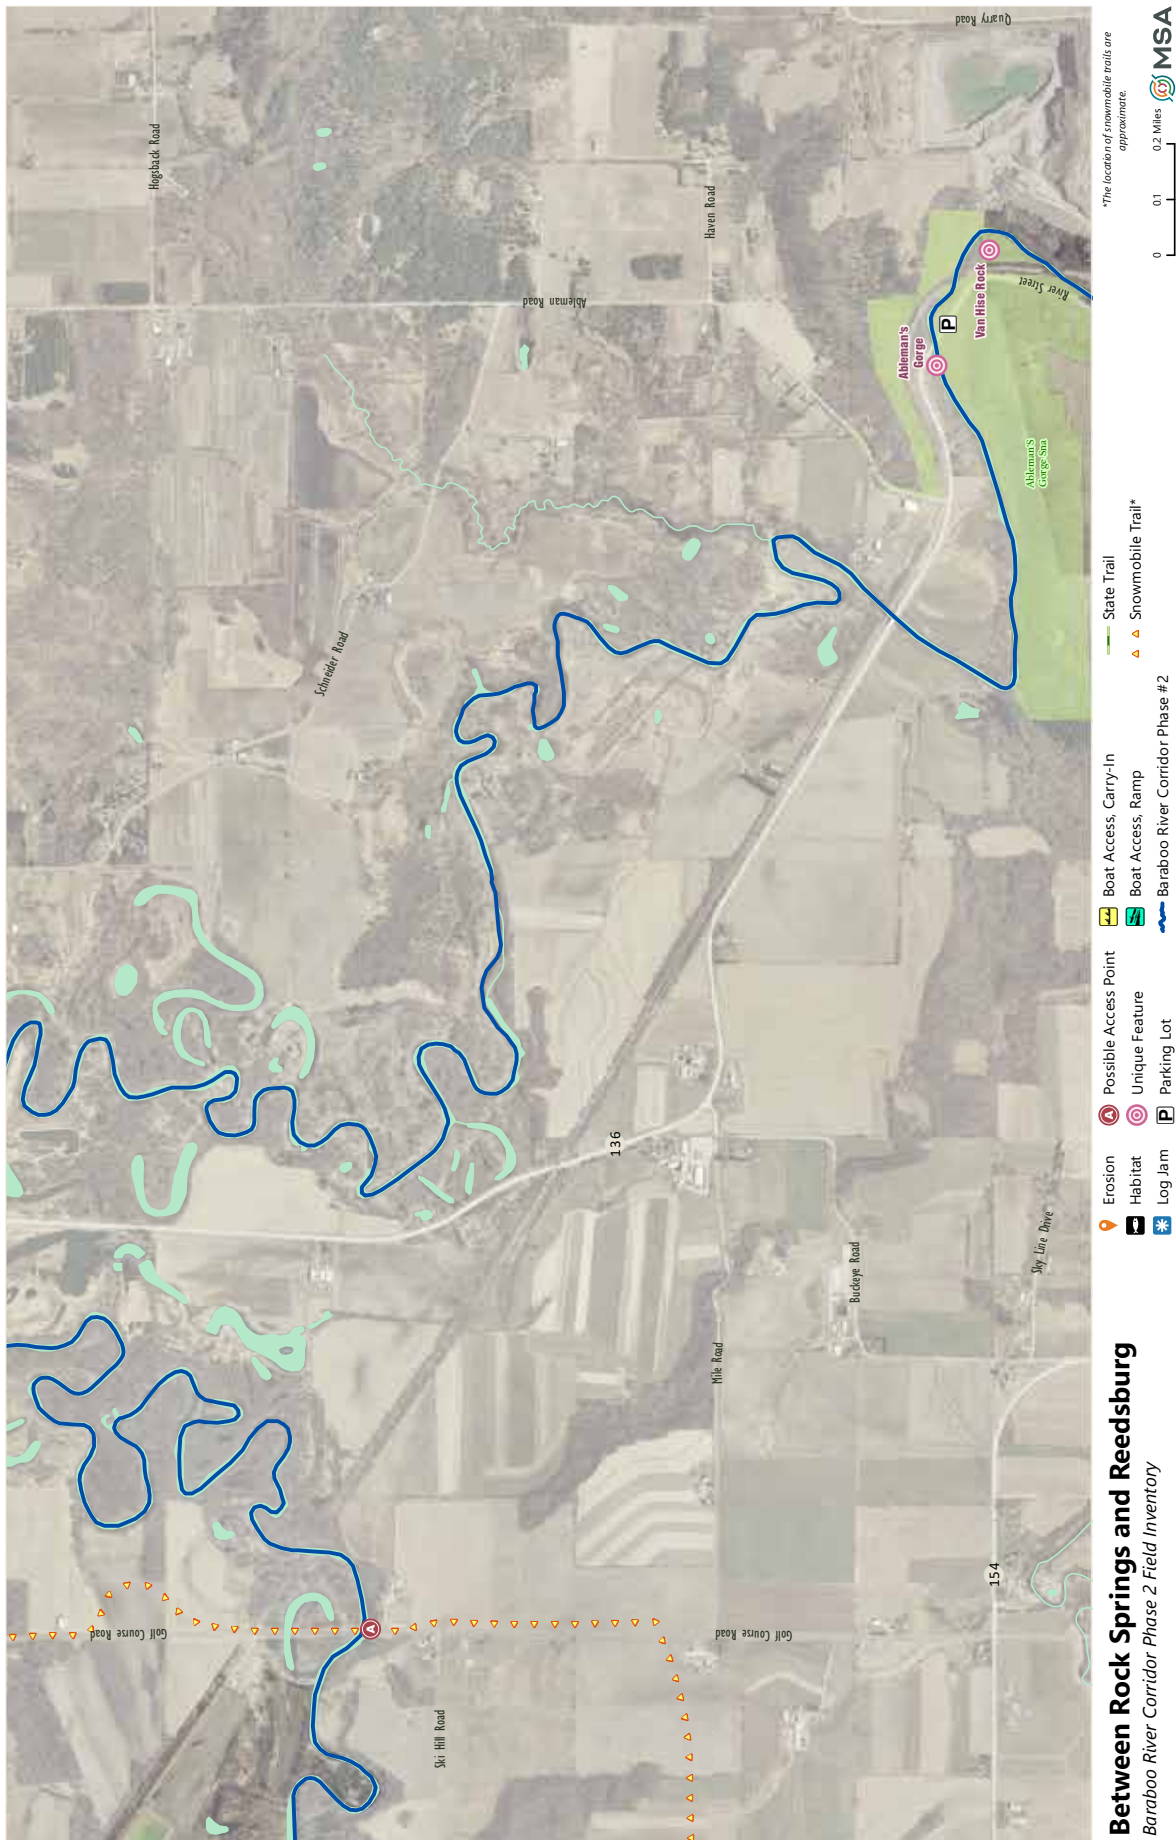 Quarry Road
Hogsback Road
Haven Road
Ableman Road
River Street
Van Hise Rock
P
Ableman's
Gorge
Ableman'S
Gorge Sna
Schneider Road
136
Mile Road
Buckeye Road
Sky Line Drive
154
Golf Course Road
Golf Course Road
A
Ski Hill Road
Between Rock Springs and Reedsburg
Baraboo River Corridor Phase 2 Field Inventory
Erosion
Habitat
Log Jam
A Possible Access Point
Unique Feature
P Parking Lot
Boat Access, Carry-In
Boat Access, Ramp
Baraboo River Corridor Phase #2
State Trail
Snowmobile Trail*
*The location of snowmobile trails are
approximate.
0 0.1 0.2 Miles
MSA